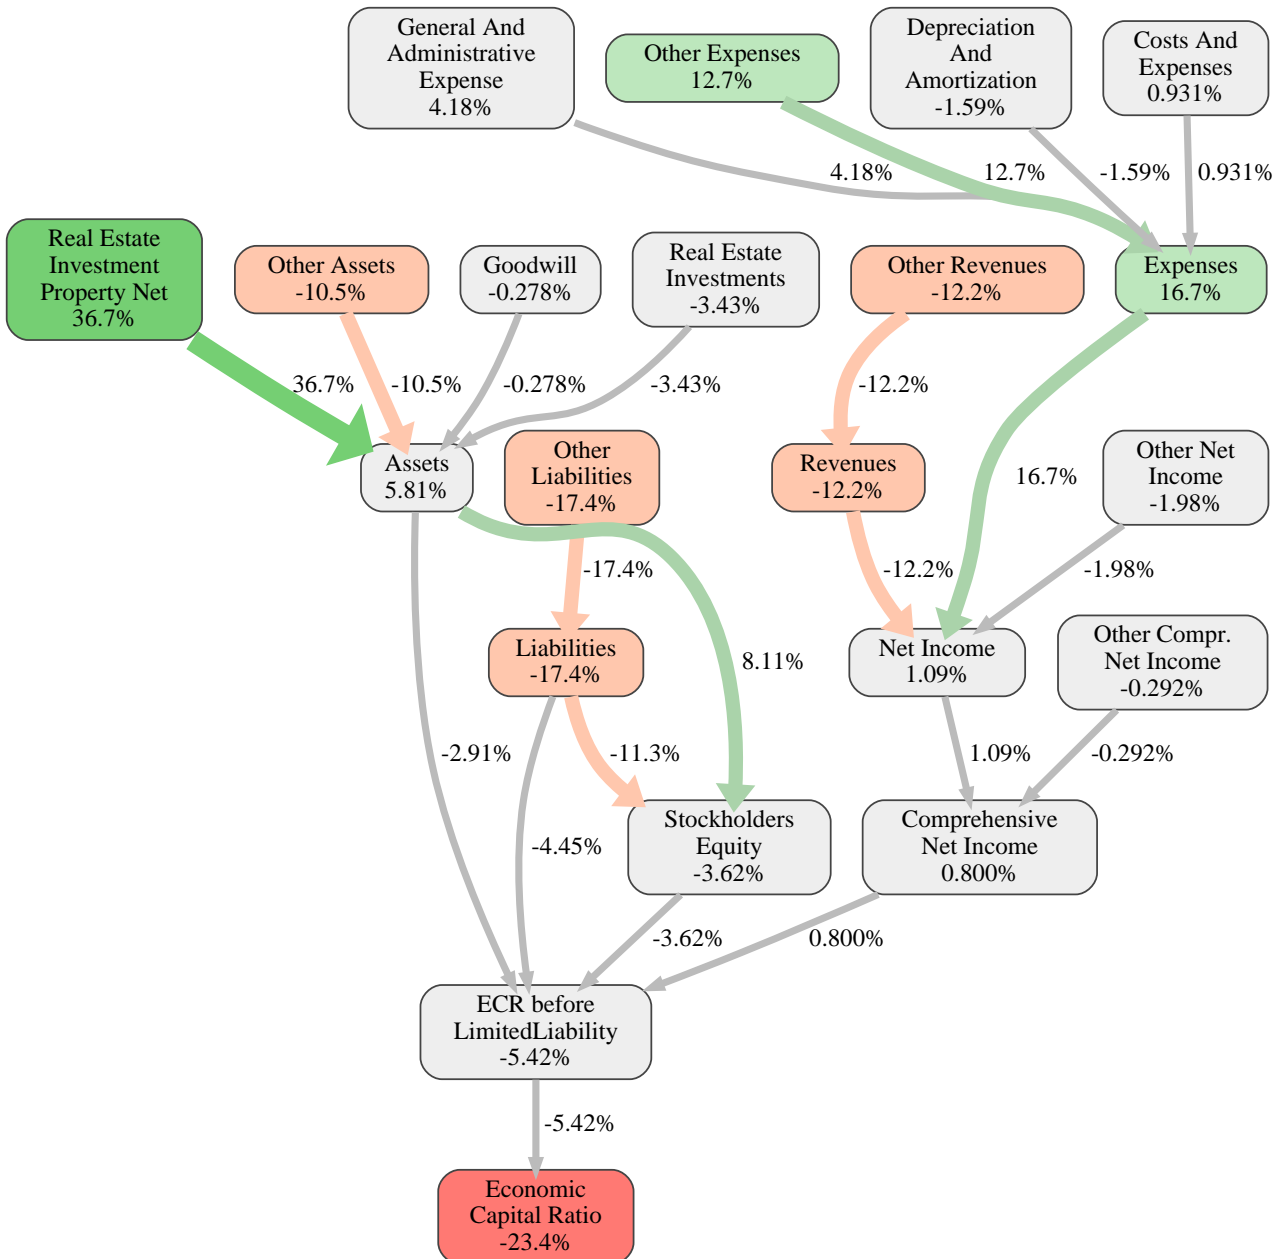 General And
Administrative
Expense
4.18%
Other Expenses
12.7%
Depreciation
And
Amortization
-1.59%
Costs And
Expenses
0.931%
4.18%
12.7%
-1.59%
0.931%
Real Estate
Investment
Property Net
36.7%
Other Assets
-10.5%
Goodwill
-0.278%
Real Estate
Investments
-3.43%
Other Revenues
-12.2%
Expenses
16.7%
36.7%
-10.5%
-0.278%
-3.43%
-12.2%
Assets
5.81%
Other
Liabilities
-17.4%
Revenues
-12.2%
16.7%
Other Net
Income
-1.98%
-17.4%
-12.2%
-1.98%
Liabilities
-17.4%
8.11%
Net Income
1.09%
Other Compr.
Net Income
-0.292%
-2.91%
-11.3%
1.09%
-0.292%
-4.45%
Stockholders
Equity
-3.62%
Comprehensive
Net Income
0.800%
-3.62%
0.800%
ECR before
LimitedLiability
-5.42%
-5.42%
Economic
Capital Ratio
-23.4%